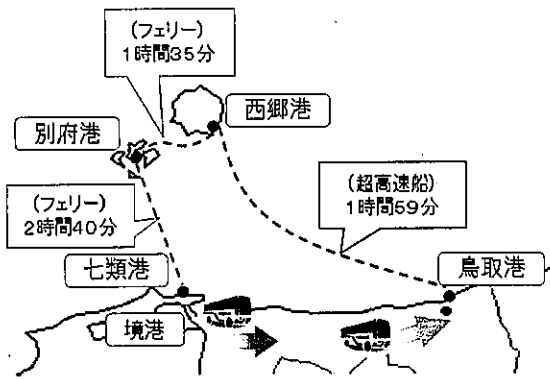 (フェリー)
1時間35分
西郷港
別府港
(フェリー)
2時間40分
(超高速船)
1時間59分
七類港
鳥取港
境港